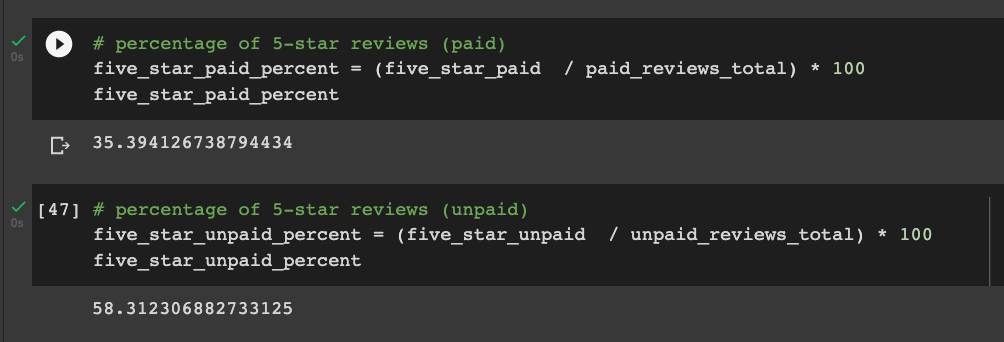 # percentage of 5-star reviews (paid)
0s
five_star_paid_percent = (five_star_paid  / paid_reviews_total) * 100
five_star_paid_percent
35.394126738794434
[47] # percentage of 5-star reviews (unpaid)
0s
five_star_unpaid_percent = (five_star_unpaid  / unpaid_reviews_total) * 100
five_star_unpaid_percent
58.312306882733125